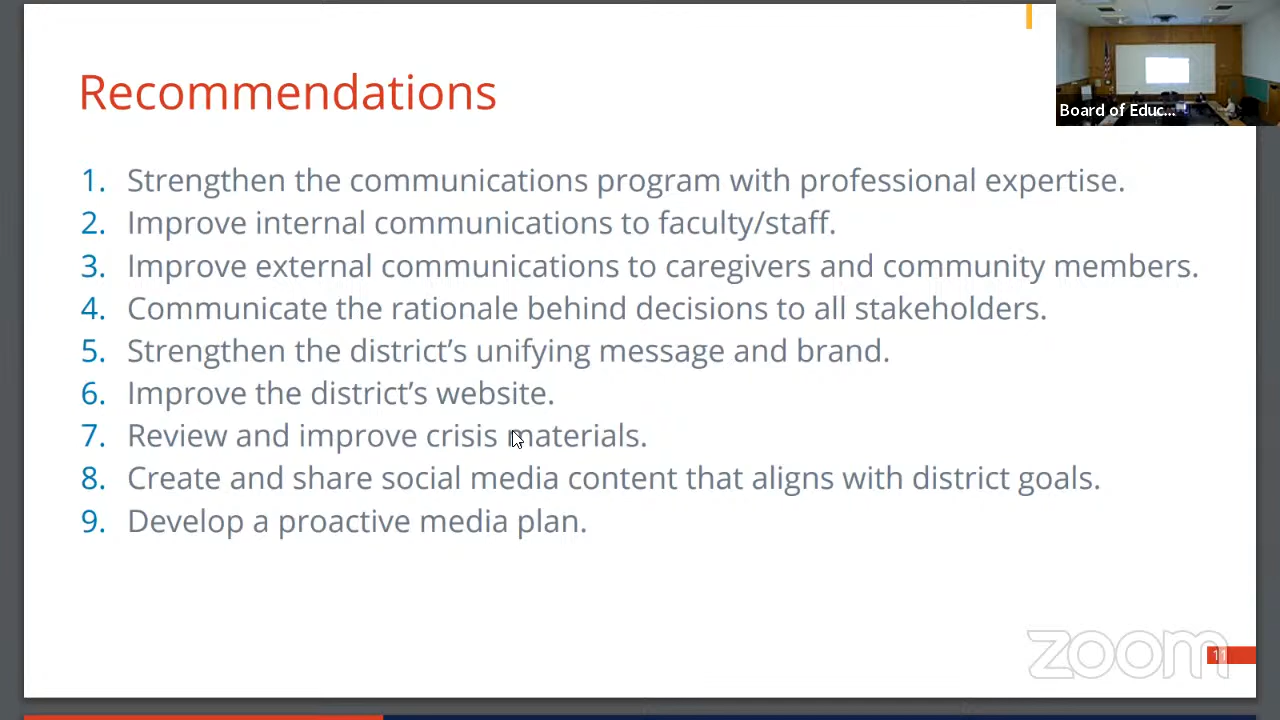 Recommendations
Board of Educ...
1. Strengthen the communications program with professional expertise.
2. Improve internal communications to faculty/staff.
3. Improve external communications to caregivers and community members.
4. Communicate the rationale behind decisions to all stakeholders.
5. Strengthen the district’s unifying message and brand.
6. Improve the district’s website.
7. Review and improve crisis materials.
8. Create and share social media content that aligns with district goals.
9. Develop a proactive media plan.
zoom
11